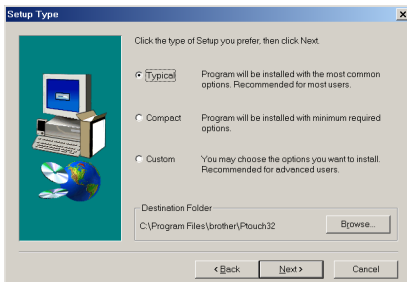 Setup Type
Click the type of Setup you prefer, then click Next.
Typical
Program will be installed with the most common
options. Recommended for most users.
Compact
Program will be installed with minimum required
options.
Custom
You may choose the options you want to install.
Recommended for advanced users.
Destination Folder
C:\Program Files\brother\Ptouch32
Browse...
< Back
Next >
Cancel